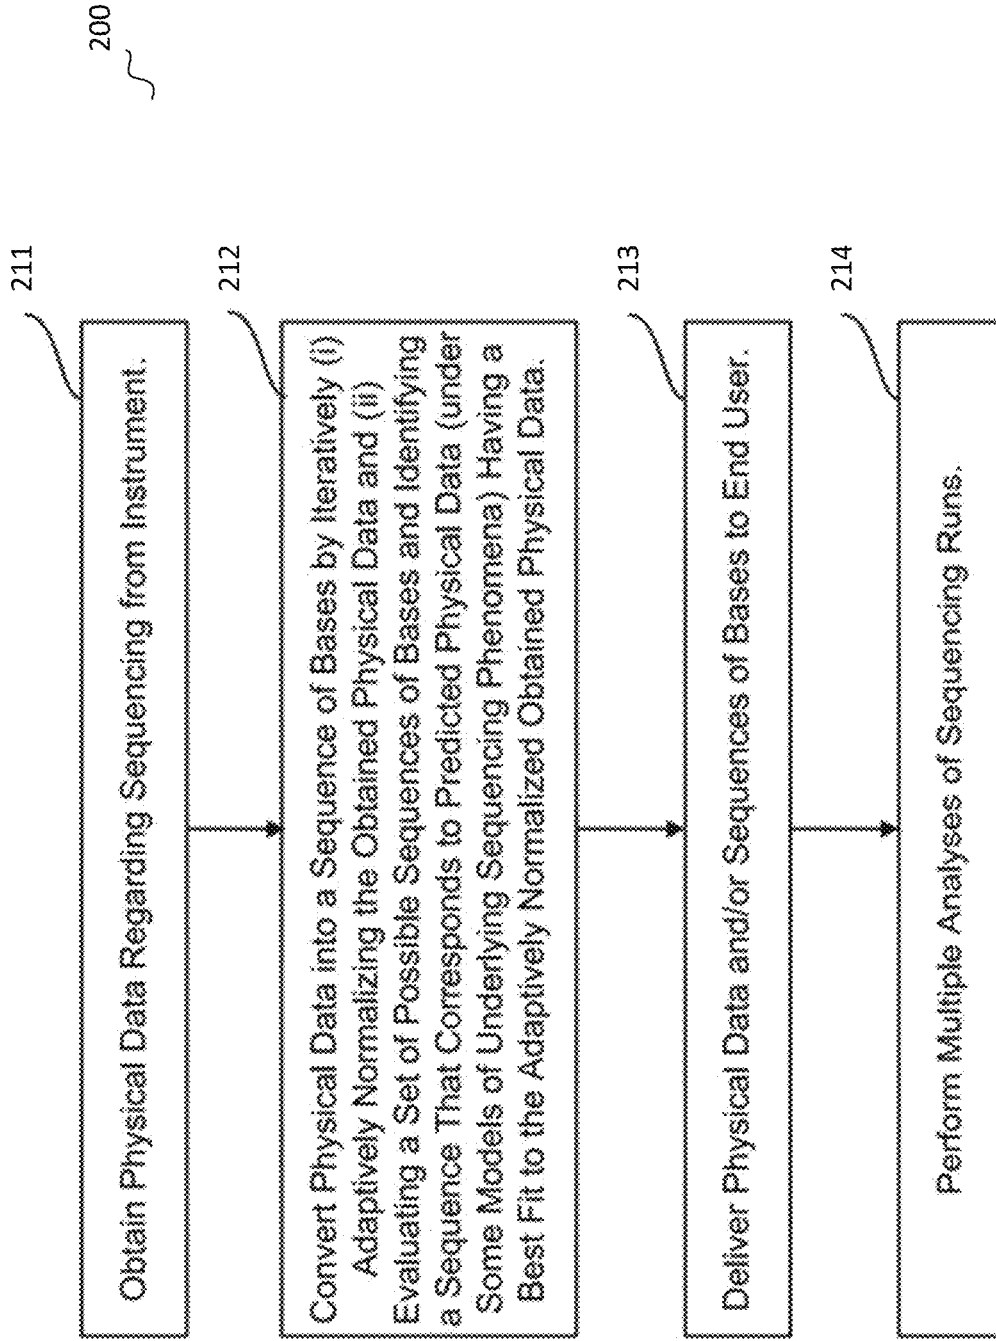 200
211
Obtain Physical Data Regarding Sequencing from Instrument.
212
Convert Physical Data into a Sequence of Bases by Iteratively (i)
Adaptively Normalizing the Obtained Physical Data and (ii)
Evaluating a Set of Possible Sequences of Bases and Identifying
a Sequence That Corresponds to Predicted Physical Data (under
Some Models of Underlying Sequencing Phenomena) Having a
Best Fit to the Adaptively Normalized Obtained Physical Data.
213
Deliver Physical Data and/or Sequences of Bases to End User.
214
Perform Multiple Analyses of Sequencing Runs.